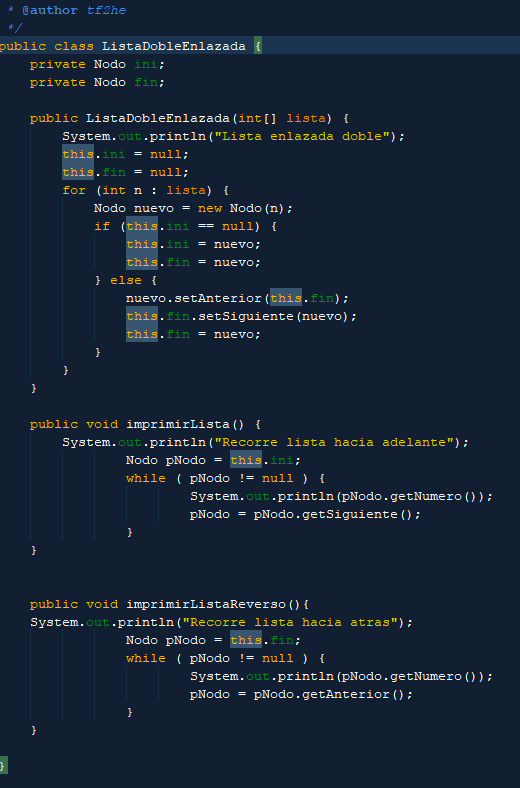 * @author tf2he
*/
public class ListaDobleEnlazada {
    private Nodo ini;
    private Nodo fin;
    public ListaDobleEnlazada(int[] lista) {
        System.out.println("Lista enlazada doble");
        this.ini = null;
        this.fin = null;
        for (int n : lista) {
            Nodo nuevo = new Nodo(n);
            if (this.ini == null) {
                this.ini = nuevo;
                this.fin = nuevo;
            } else {
                nuevo.setAnterior(this.fin);
                this.fin.setSiguiente(nuevo);
                this.fin = nuevo;
            }
        }
    }
    public void imprimirLista() {
        System.out.println("Recorre lista hacia adelante");
                Nodo pNodo = this.ini;
                while ( pNodo != null ) {
                        System.out.println(pNodo.getNumero());
                        pNodo = pNodo.getSiguiente();
                }
    }
    public void imprimirListaReverso(){
    System.out.println("Recorre lista hacia atras");
                Nodo pNodo = this.fin;
                while ( pNodo != null ) {
                        System.out.println(pNodo.getNumero());
                        pNodo = pNodo.getAnterior();
                }
    }
}